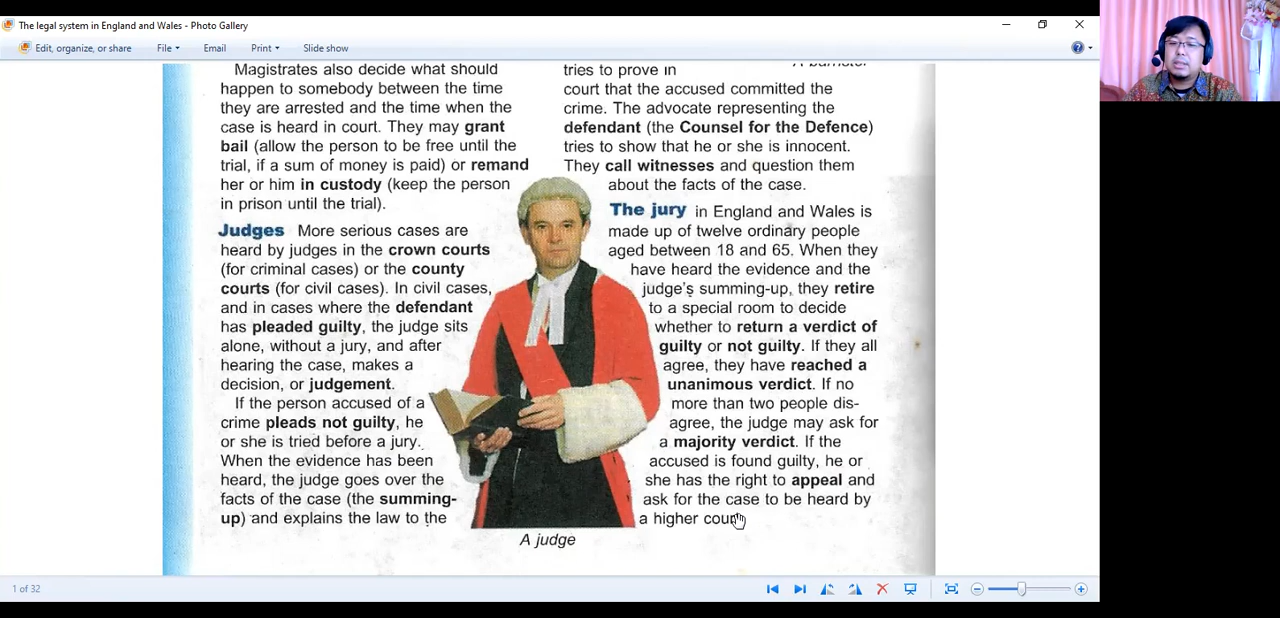 The legal system in England and Wales - Photo Gallery
Edit, organize, or share File Email Print Slide show
Magistrates also decide what should
happen to somebody between the time
they are arrested and the time when the
case is heard in court. They may grant
bail (allow the person to be free until the
trial, if a sum of money is paid) or remand
her or him in custody (keep the person
in prison until the trial).
Judges More serious cases are
heard by judges in the crown courts
(for criminal cases) or the county
courts (for civil cases). In civil cases,
and in cases where the defendant
has pleaded guilty, the judge sits
alone, without a jury, and after
hearing the case, makes a
decision, or judgement.
If the person accused of a
crime pleads not guilty, he
or she is tried before a jury.
When the evidence has been
heard, the judge goes over the
facts of the case (the summing-
up) and explains the law to the
A judge
tries to prove in
court that the accused committed the
crime. The advocate representing the
defendant (the Counsel for the Defence)
tries to show that he or she is innocent.
They call witnesses and question them
about the facts of the case.
The jury in England and Wales is
made up of twelve ordinary people
aged between 18 and 65. When they
have heard the evidence and the
judge's summing-up, they retire
to a special room to decide
whether to return a verdict of
guilty or not guilty. If they all
agree, they have reached a
unanimous verdict. If no
more than two people dis-
agree, the judge may ask for
a majority verdict. If the
accused is found guilty, he or
she has the right to appeal and
ask for the case to be heard by
a higher
1 of 32